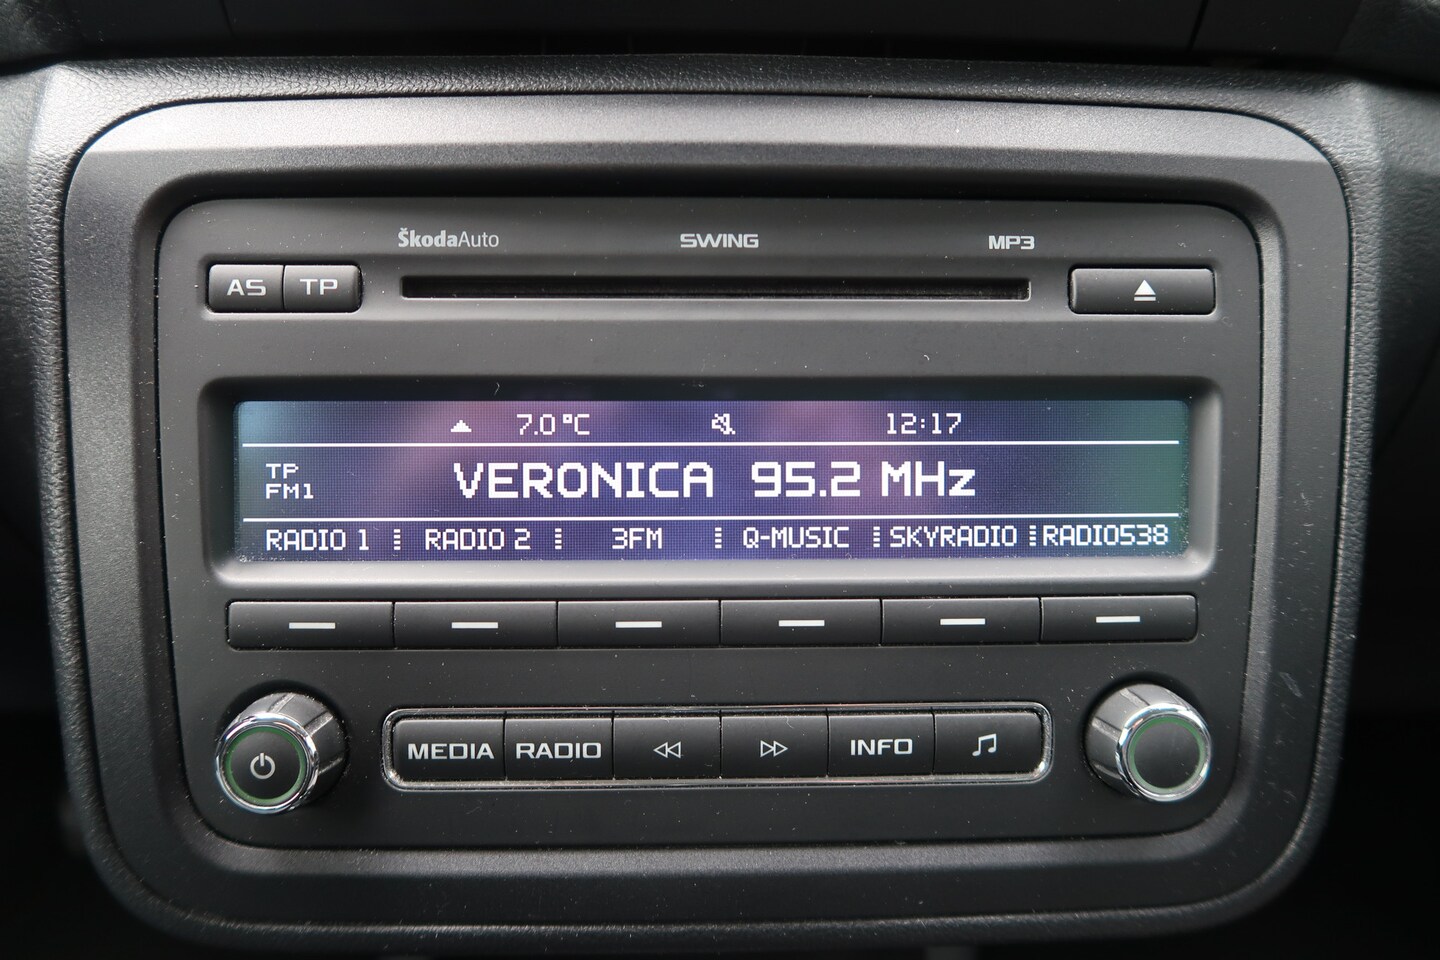 ŠkodaAuto SWING MP3
AS TP
7.0°C 12:17
TP
FM1
VERONICA 95.2 MHz
RADIO 1 RADIO 2 3FM Q-MUSIC SKYRADIO RADIO538
MEDIA RADIO INFO